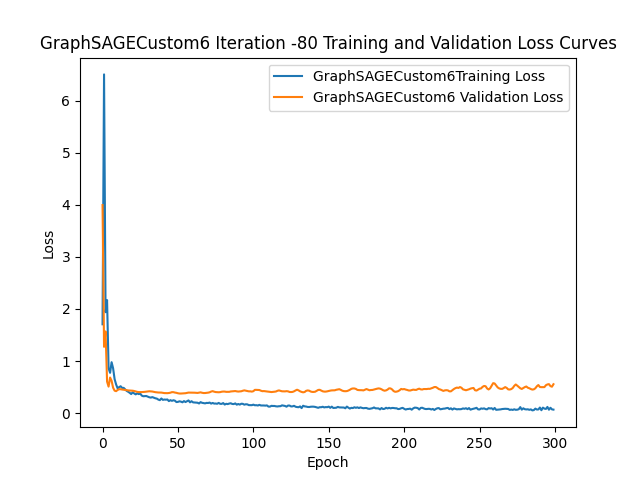 GraphSAGECustom6 Iteration -80 Training and Validation Loss Curves
GraphSAGECustom6Training Loss
GraphSAGECustom6 Validation Loss
6
5
4
3
2
1
0
Loss
0 50 100 150 200 250 300
Epoch